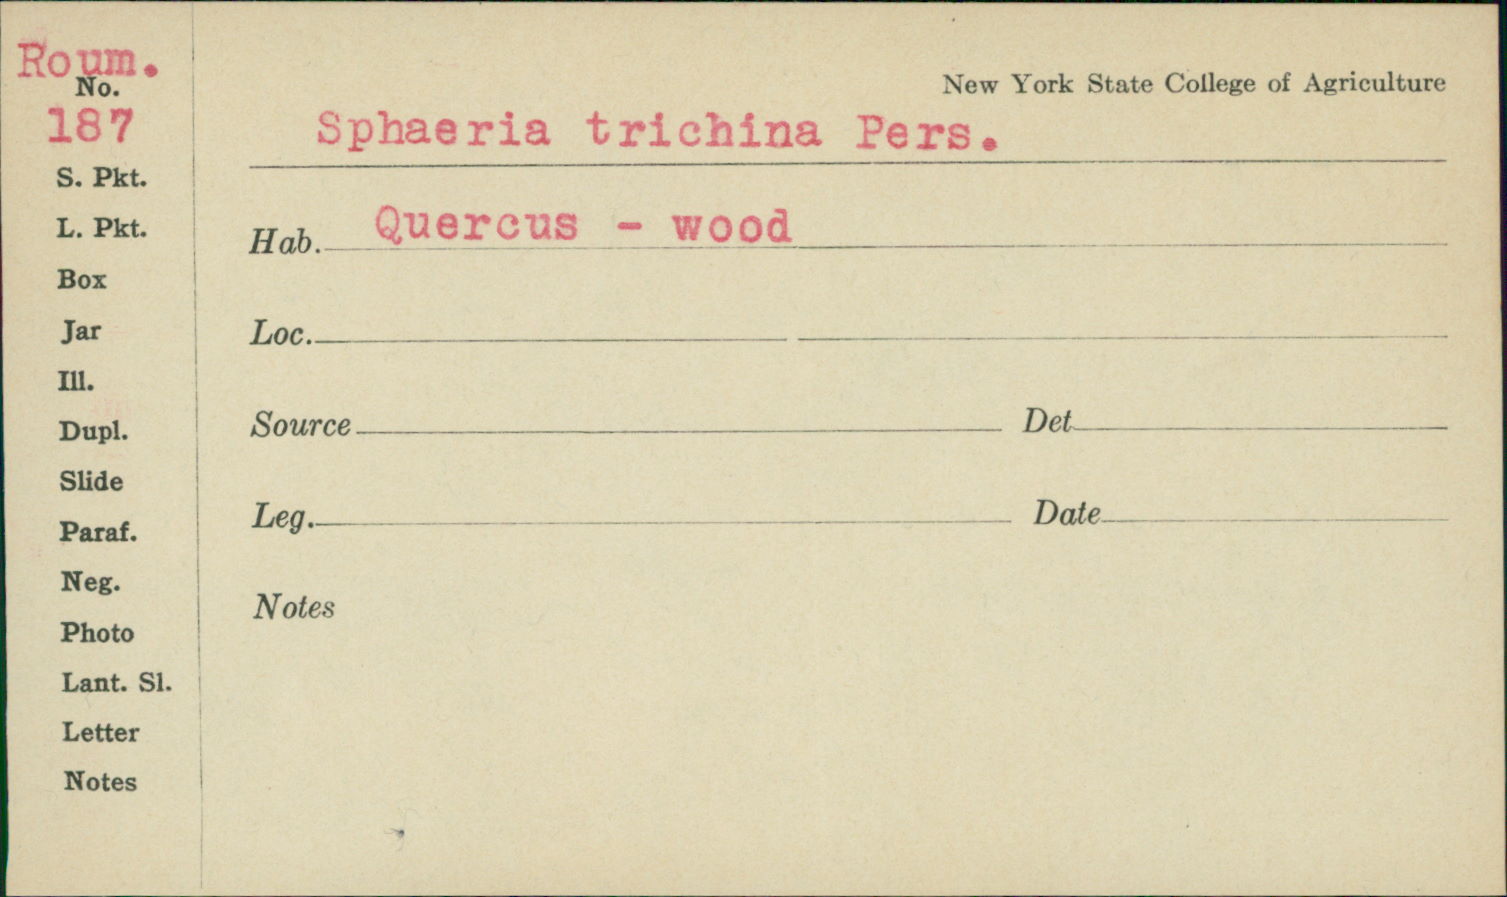 Roum.
No.
187
S. Pkt.
L. Pkt.
Box
Jar
Ill.
Dupl.
Slide
Paraf.
Neg.
Photo
Lant. Sl.
Letter
Notes
New York State College of Agriculture
Sphaeria trichina Pers.
Hab. Quercus - wood
Loc.
Source Det
Leg. Date
Notes